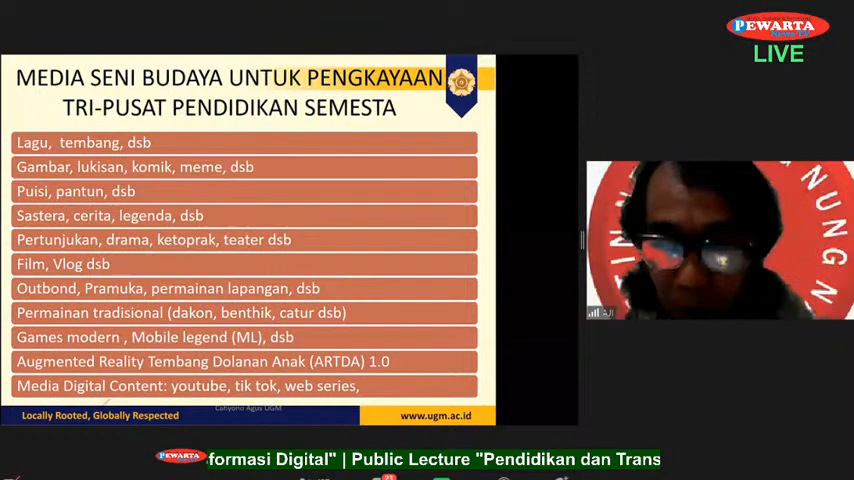 PEWARTA
News TV
LIVE
MEDIA SENI BUDAYA UNTUK PENGKAYAAN
TRI-PUSAT PENDIDIKAN SEMESTA
Lagu, tembang, dsb
Gambar, lukisan, komik, meme, dsb
Puisi, pantun, dsb
Sastera, cerita, legenda, dsb
Pertunjukan, drama, ketoprak, teater dsb
Film, Vlog dsb
Outbond, Pramuka, permainan lapangan, dsb
Permainan tradisional (dakon, benthik, catur dsb)
Games modern , Mobile legend (ML), dsb
Augmented Reality Tembang Dolanan Anak (ARTDA) 1.0
Media Digital Content: youtube, tik tok, web series,
Cahyono Agus UGM
Locally Rooted, Globally Respected
www.ugm.ac.id
AJI
PEWARTA
formasi Digital" | Public Lecture "Pendidikan dan Trans